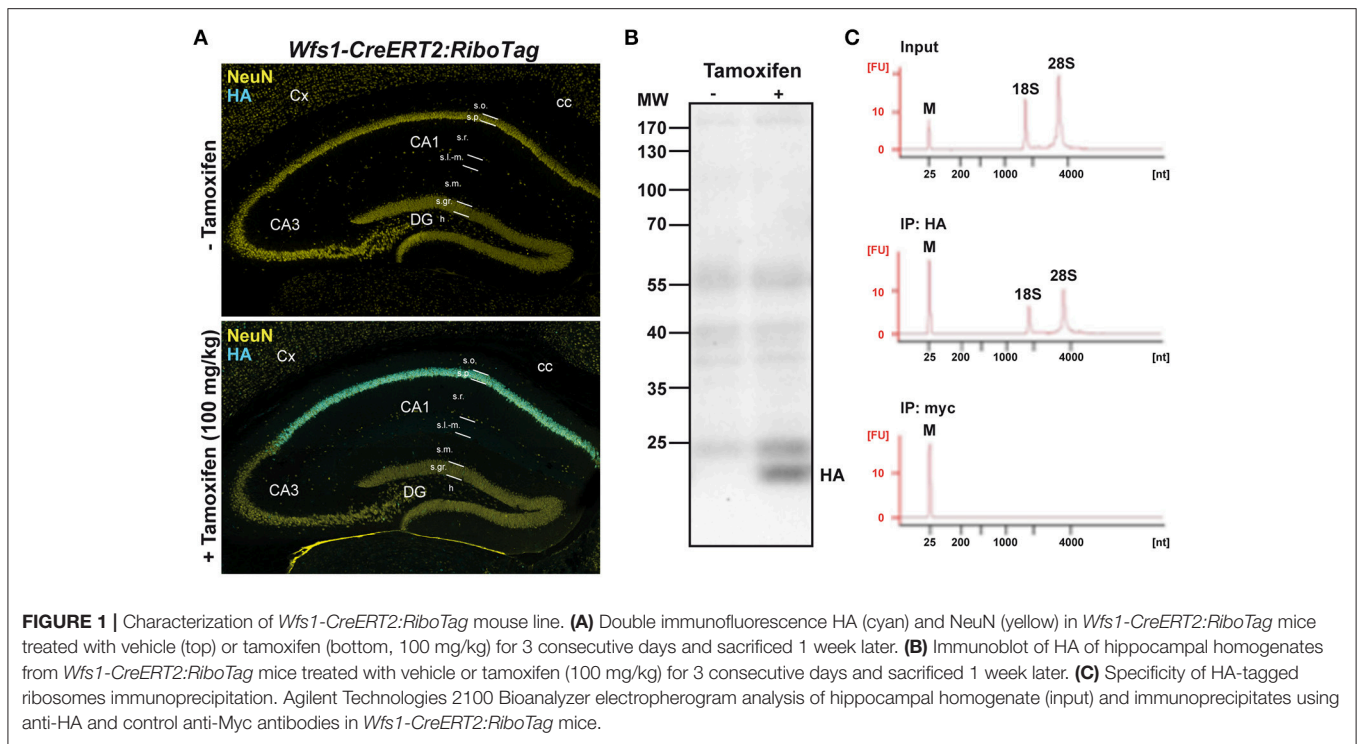 A
Wfs1-CreERT2:RiboTag
- Tamoxifen
NeuN
HA
Cx
cc
s.o.
s.p.
s.r.
CA1
s.l.-m.
s.m.
s.gr.
DG
h
CA3
+ Tamoxifen (100 mg/kg)
NeuN
HA
Cx
cc
s.o.
s.p.
s.r.
CA1
s.l.-m.
s.m.
s.gr.
DG
h
CA3
B
Tamoxifen
MW - +
170
130
100
70
55
40
35
25
HA
C
Input
[FU]
28S
18S
M
10
0
25 200 1000 4000 [nt]
IP: HA
[FU]
M
28S
18S
10
0
25 200 1000 4000 [nt]
IP: myc
[FU]
M
10
0
25 200 1000 4000 [nt]
FIGURE 1 | Characterization of Wfs1-CreERT2:RiboTag mouse line. (A) Double immunofluorescence HA (cyan) and NeuN (yellow) in Wfs1-CreERT2:RiboTag mice
treated with vehicle (top) or tamoxifen (bottom, 100 mg/kg) for 3 consecutive days and sacrificed 1 week later. (B) Immunoblot of HA of hippocampal homogenates
from Wfs1-CreERT2:RiboTag mice treated with vehicle or tamoxifen (100 mg/kg) for 3 consecutive days and sacrificed 1 week later. (C) Specificity of HA-tagged
ribosomes immunoprecipitation. Agilent Technologies 2100 Bioanalyzer electropherogram analysis of hippocampal homogenate (input) and immunoprecipitates using
anti-HA and control anti-Myc antibodies in Wfs1-CreERT2:RiboTag mice.